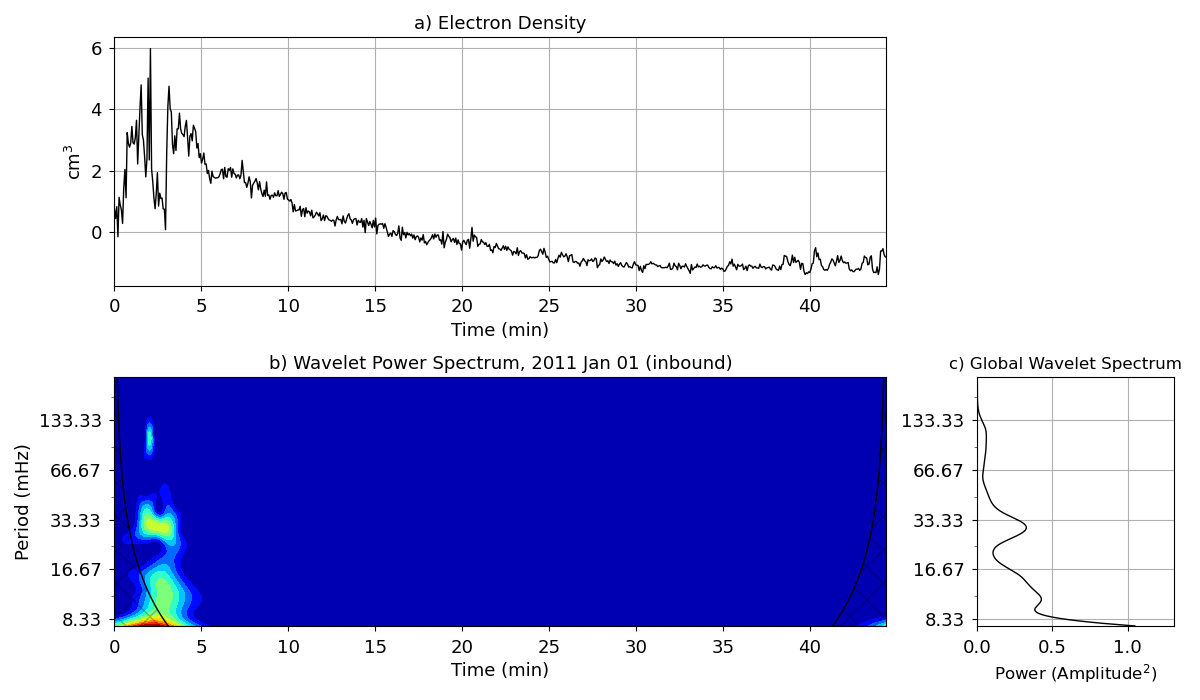 a) Electron Density
6
4
2
0
cm³
0 5 10 15 20 25 30 35 40
Time (min)
b) Wavelet Power Spectrum, 2011 Jan 01 (inbound)
133.33
66.67
33.33
16.67
8.33
Period (mHz)
0 5 10 15 20 25 30 35 40
Time (min)
c) Global Wavelet Spectrum
133.33
66.67
33.33
16.67
8.33
0.0 0.5 1.0
Power (Amplitude²)